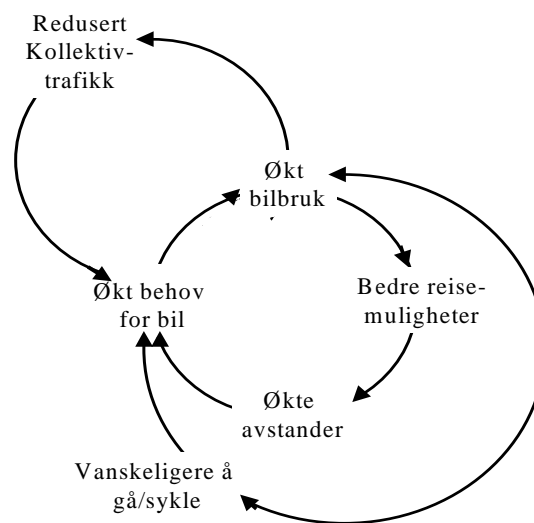 Redusert
Kollektiv-
trafikk
Økt
bilbruk
Økt behov
for bil
Bedre reise-
muligheter
Økte
avstander
Vanskeligere å
gå/sykle